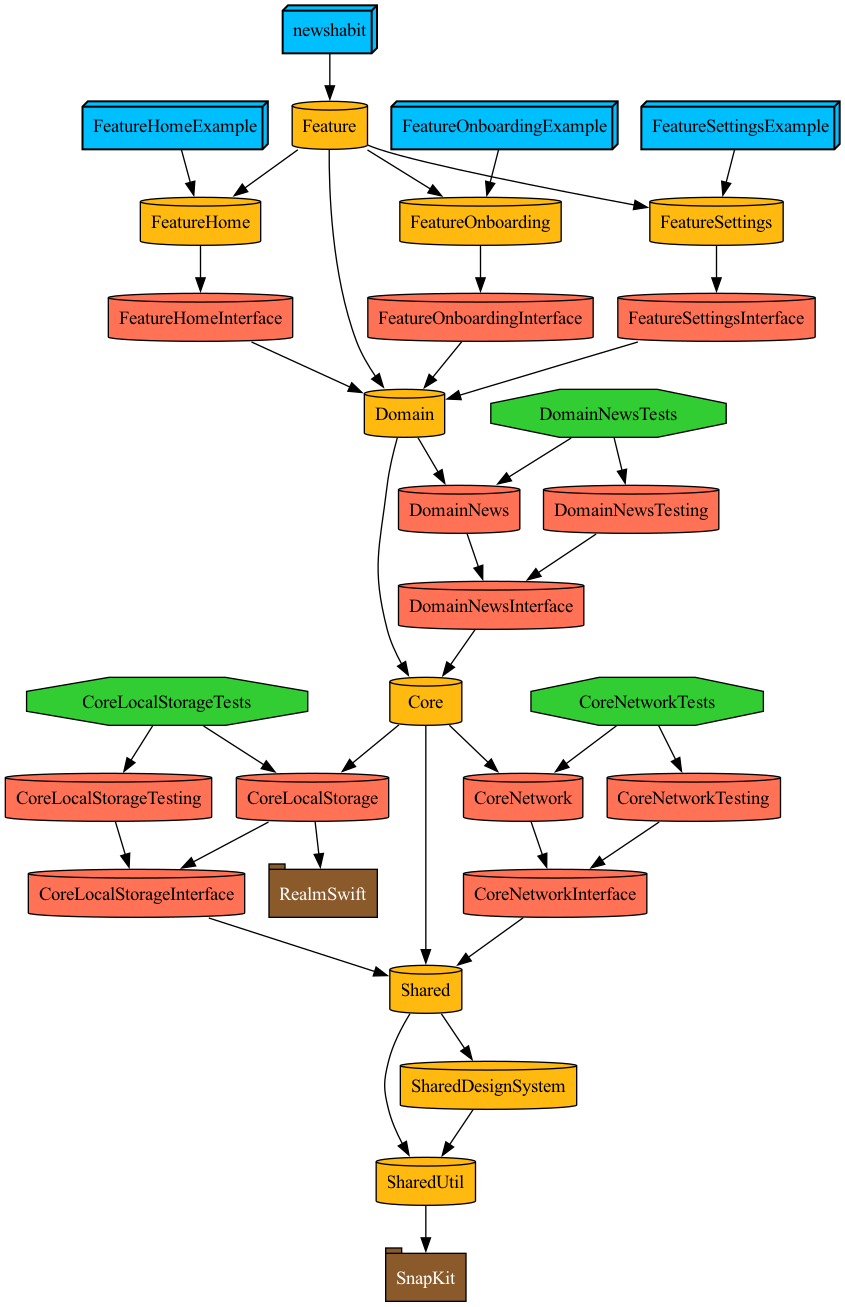 newshabit
FeatureHomeExample
Feature
FeatureOnboardingExample
FeatureSettingsExample
FeatureHome
FeatureOnboarding
FeatureSettings
FeatureHomeInterface
FeatureOnboardingInterface
FeatureSettingsInterface
Domain
DomainNewsTests
DomainNews
DomainNewsTesting
DomainNewsInterface
CoreLocalStorageTests
Core
CoreNetworkTests
CoreLocalStorageTesting
CoreLocalStorage
CoreNetwork
CoreNetworkTesting
CoreLocalStorageInterface
RealmSwift
CoreNetworkInterface
Shared
SharedDesignSystem
SharedUtil
SnapKit